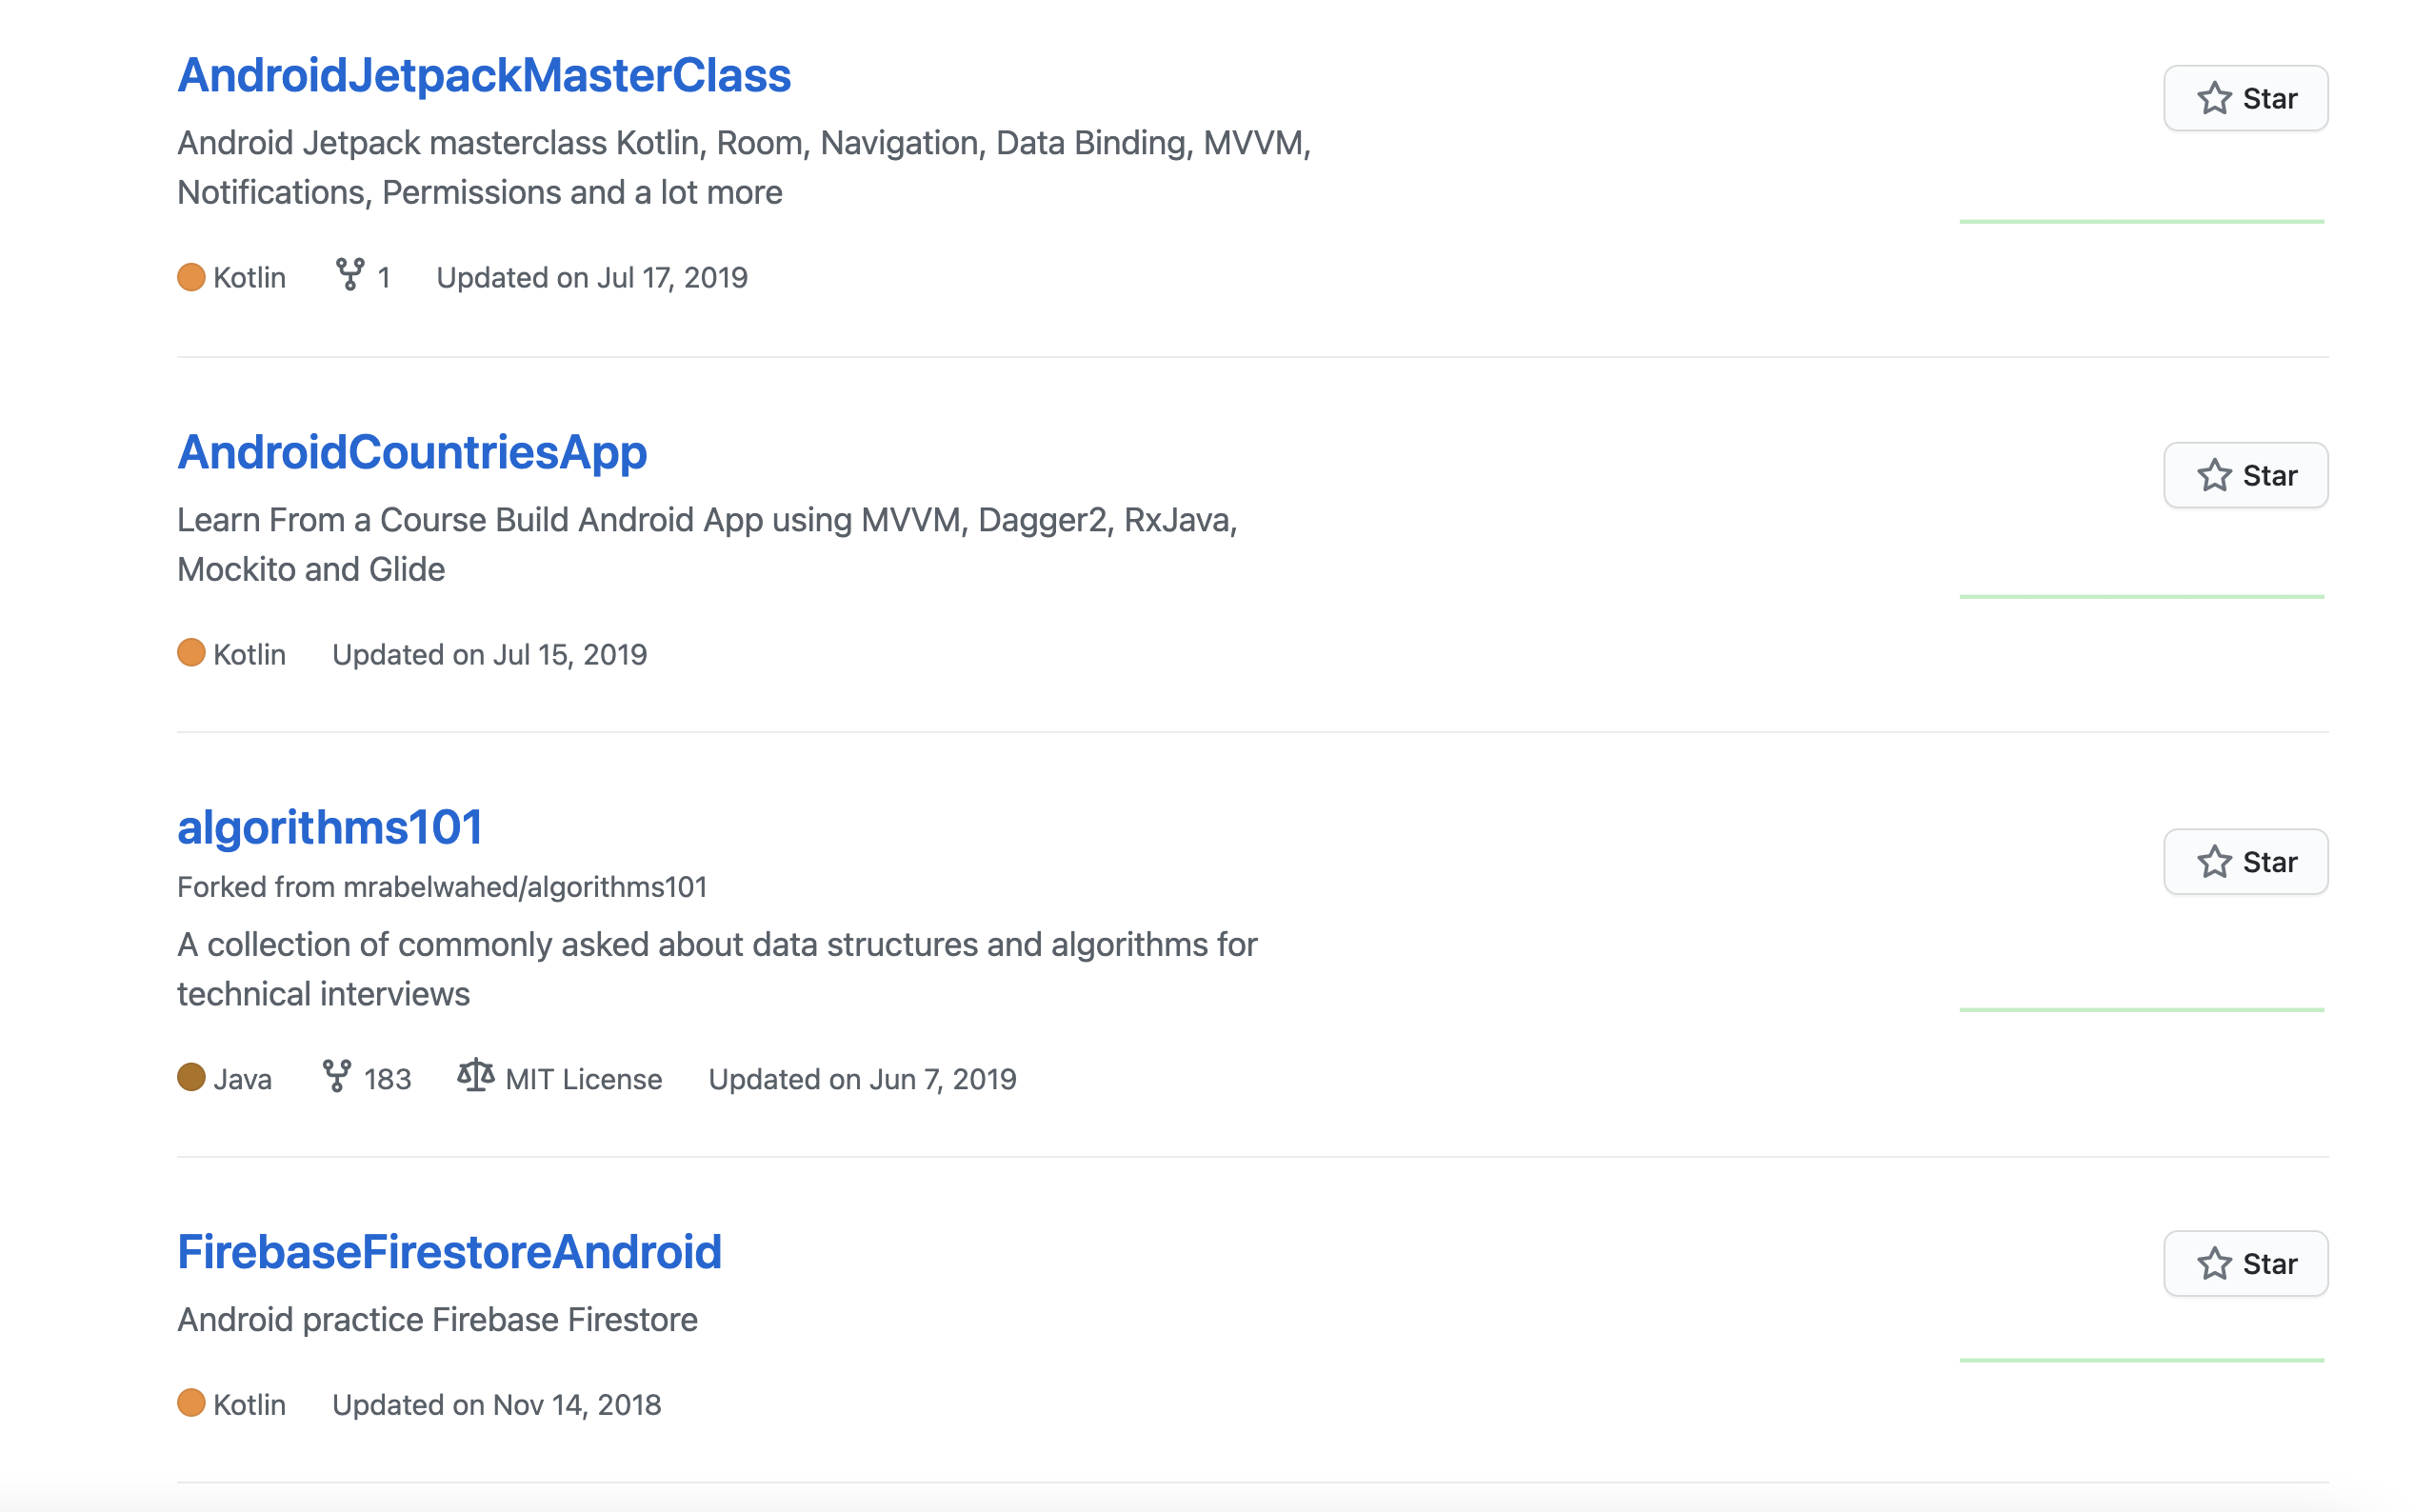 AndroidJetpackMasterClass
Star
Android Jetpack masterclass Kotlin, Room, Navigation, Data Binding, MVVM,
Notifications, Permissions and a lot more
Kotlin 1 Updated on Jul 17, 2019
AndroidCountriesApp
Star
Learn From a Course Build Android App using MVVM, Dagger2, RxJava,
Mockito and Glide
Kotlin Updated on Jul 15, 2019
algorithms101
Star
Forked from mrabelwahed/algorithms101
A collection of commonly asked about data structures and algorithms for
technical interviews
Java 183 MIT License Updated on Jun 7, 2019
FirebaseFirestoreAndroid
Star
Android practice Firebase Firestore
Kotlin Updated on Nov 14, 2018